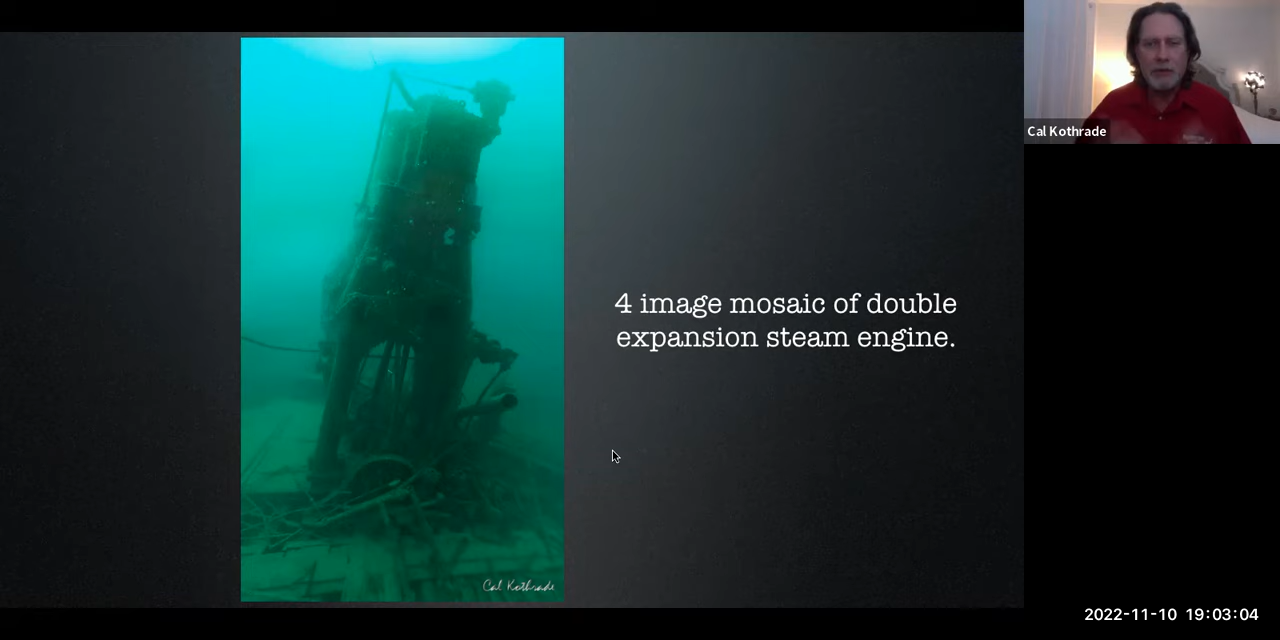 Cal Kothrade
4 image mosaic of double
expansion steam engine.
Cal Kothrade
2022-11-10 19:03:04